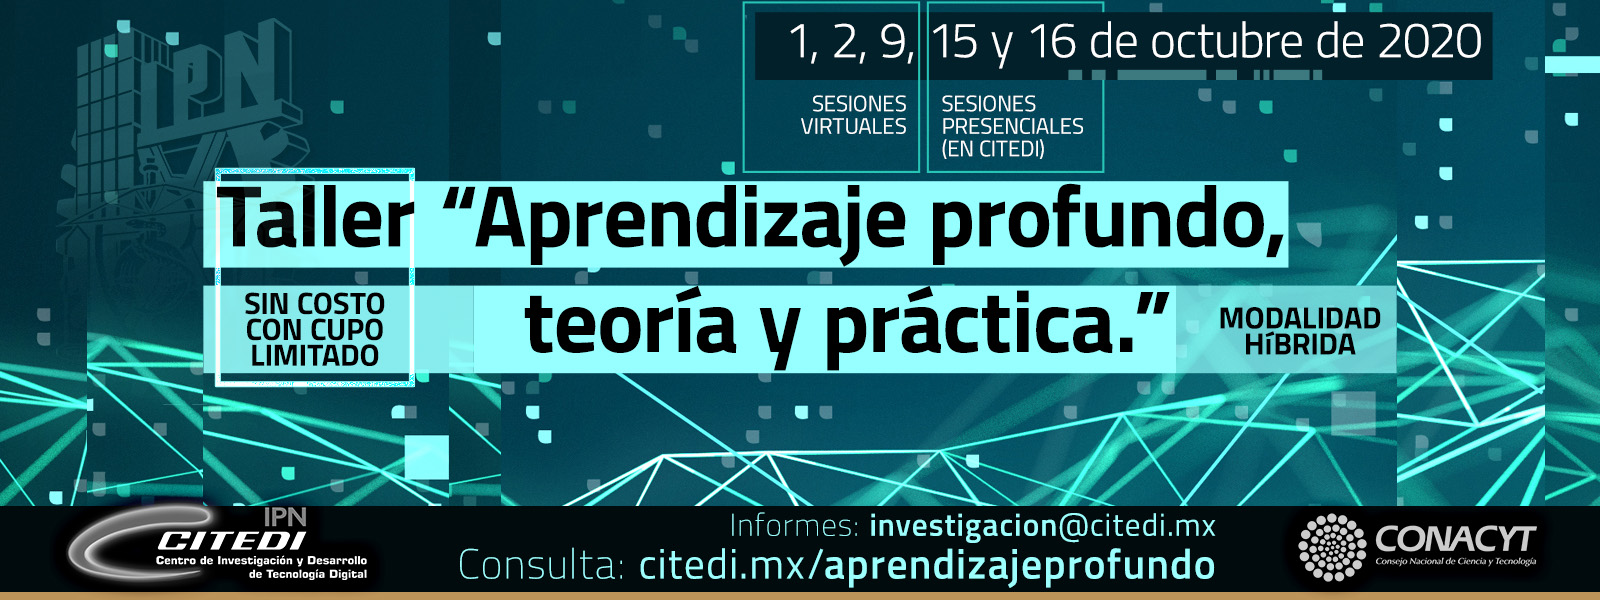 IPN
1, 2, 9, 15 y 16 de octubre de 2020
SESIONES
VIRTUALES
SESIONES
PRESENCIALES
(EN CITEDI)
Taller “Aprendizaje profundo,
teoría y práctica.”
SIN COSTO
CON CUPO
LIMITADO
MODALIDAD
HíBRIDA
IPN
CITEDI
Centro de Investigación y Desarrollo
de Tecnología Digital
Informes: investigacion@citedi.mx
Consulta: citedi.mx/aprendizajeprofundo
CONACYT
Consejo Nacional de Ciencia y Tecnología